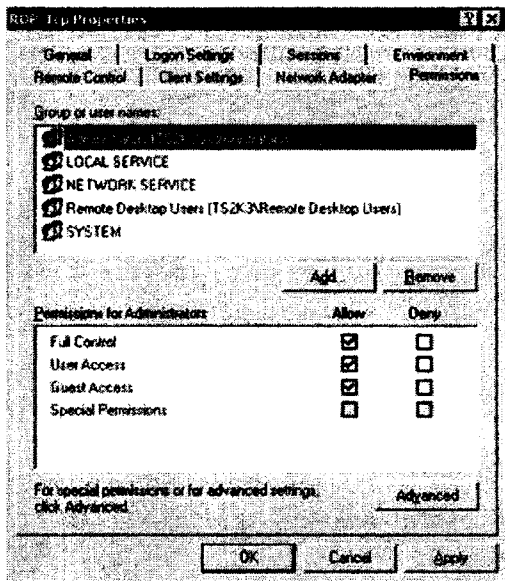 RDP-Tcp Properties
General Logon Settings Sessions Environment
Remote Control Client Settings Network Adapter Permissions
Group or user names:
LOCAL SERVICE
NETWORK SERVICE
Remote Desktop Users (TS2K3\Remote Desktop Users)
SYSTEM
Add... Remove
Permissions for Administrators Allow Deny
Full Control
User Access
Guest Access
Special Permissions
For special permissions or for advanced settings,
click Advanced.
Advanced
OK Cancel Apply